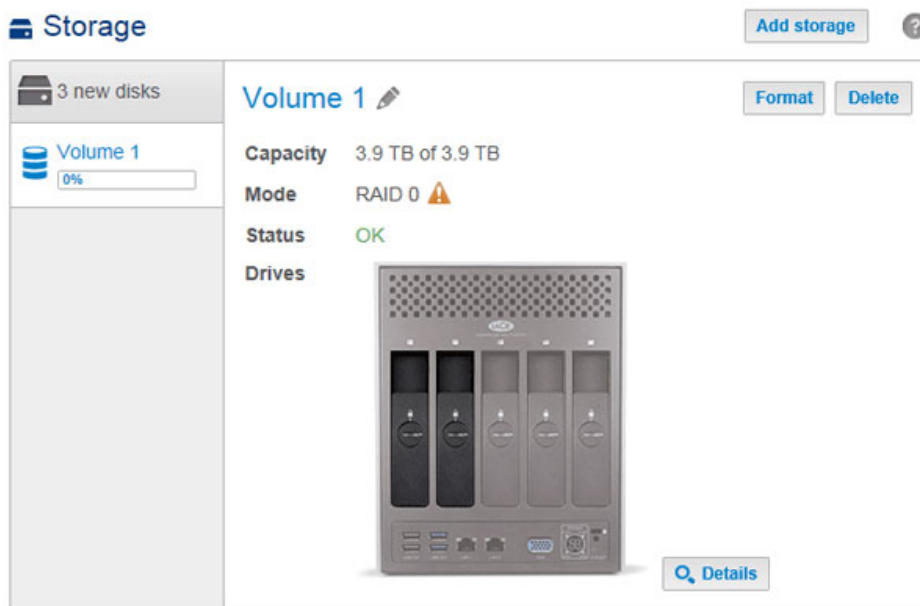 Storage
Add storage
?
3 new disks
Volume 1
0%
Volume 1
Format
Delete
Capacity 3.9 TB of 3.9 TB
Mode RAID 0
Status OK
Drives
LACIE
Details